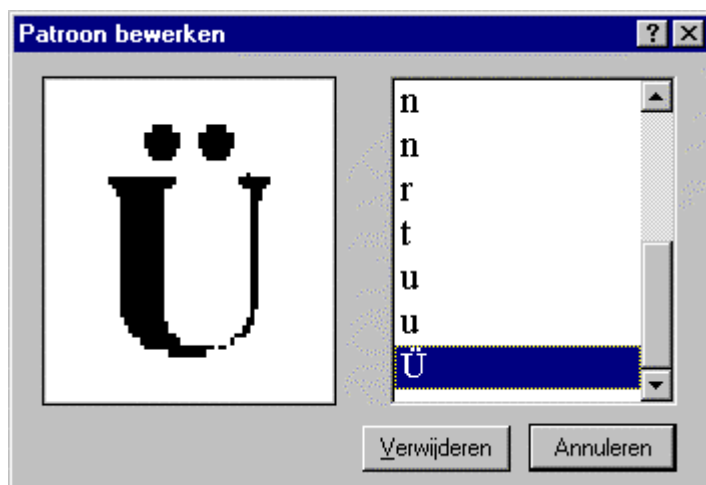 Patroon bewerken
Ü
n
n
r
t
u
u
Ü
Verwijderen
Annuleren